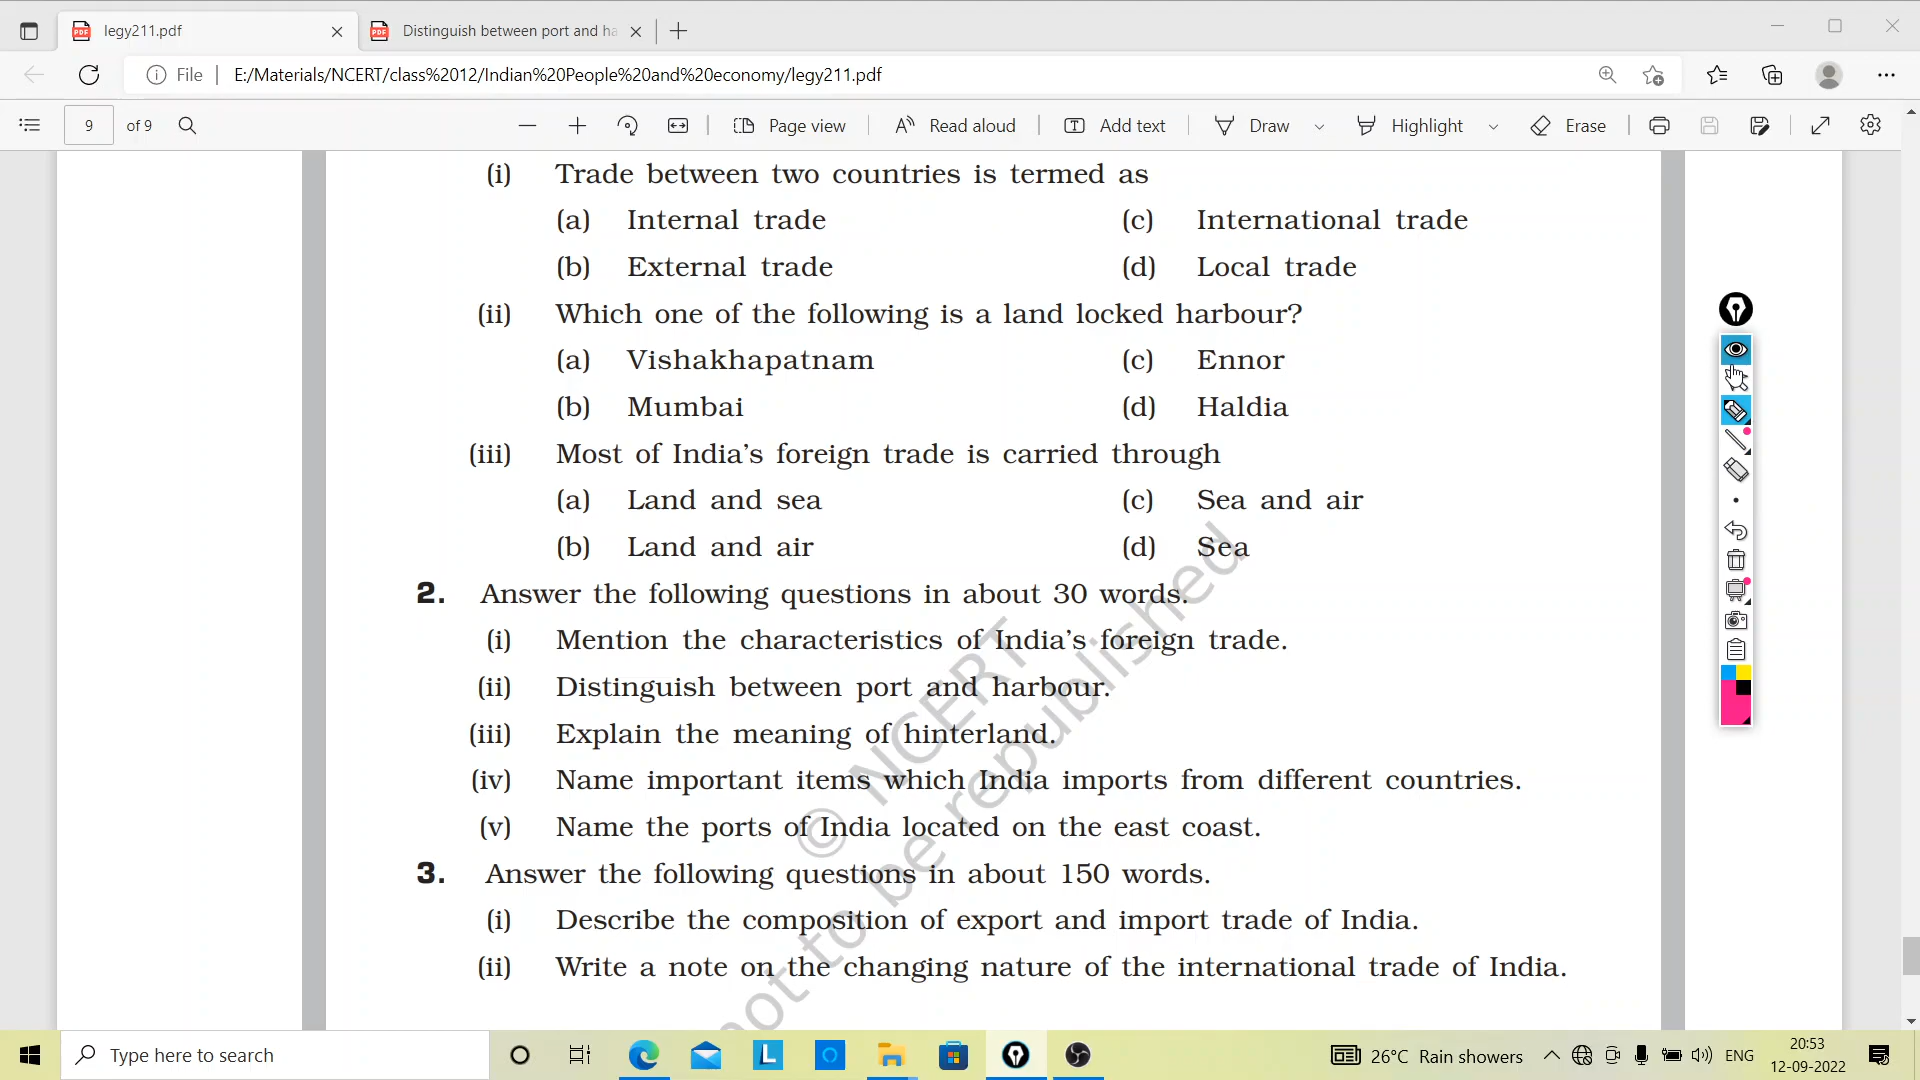 legy211.pdf
Distinguish between port and ha
File
E:/Materials/NCERT/class%2012/Indian%20People%20and%20economy/legy211.pdf
9 of 9
Page view
Read aloud
Add text
Draw
Highlight
Erase
(i) Trade between two countries is termed as
(a) Internal trade (c) International trade
(b) External trade (d) Local trade
(ii) Which one of the following is a land locked harbour?
(a) Vishakhapatnam (c) Ennor
(b) Mumbai (d) Haldia
(iii) Most of India's foreign trade is carried through
(a) Land and sea (c) Sea and air
(b) Land and air (d) Sea
2. Answer the following questions in about 30 words.
(i) Mention the characteristics of India's foreign trade.
(ii) Distinguish between port and harbour.
(iii) Explain the meaning of hinterland.
(iv) Name important items which India imports from different countries.
(v) Name the ports of India located on the east coast.
3. Answer the following questions in about 150 words.
(i) Describe the composition of export and import trade of India.
(ii) Write a note on the changing nature of the international trade of India.
© NCERT
not to be republished
Type here to search
26°C Rain showers
ENG
20:53
12-09-2022